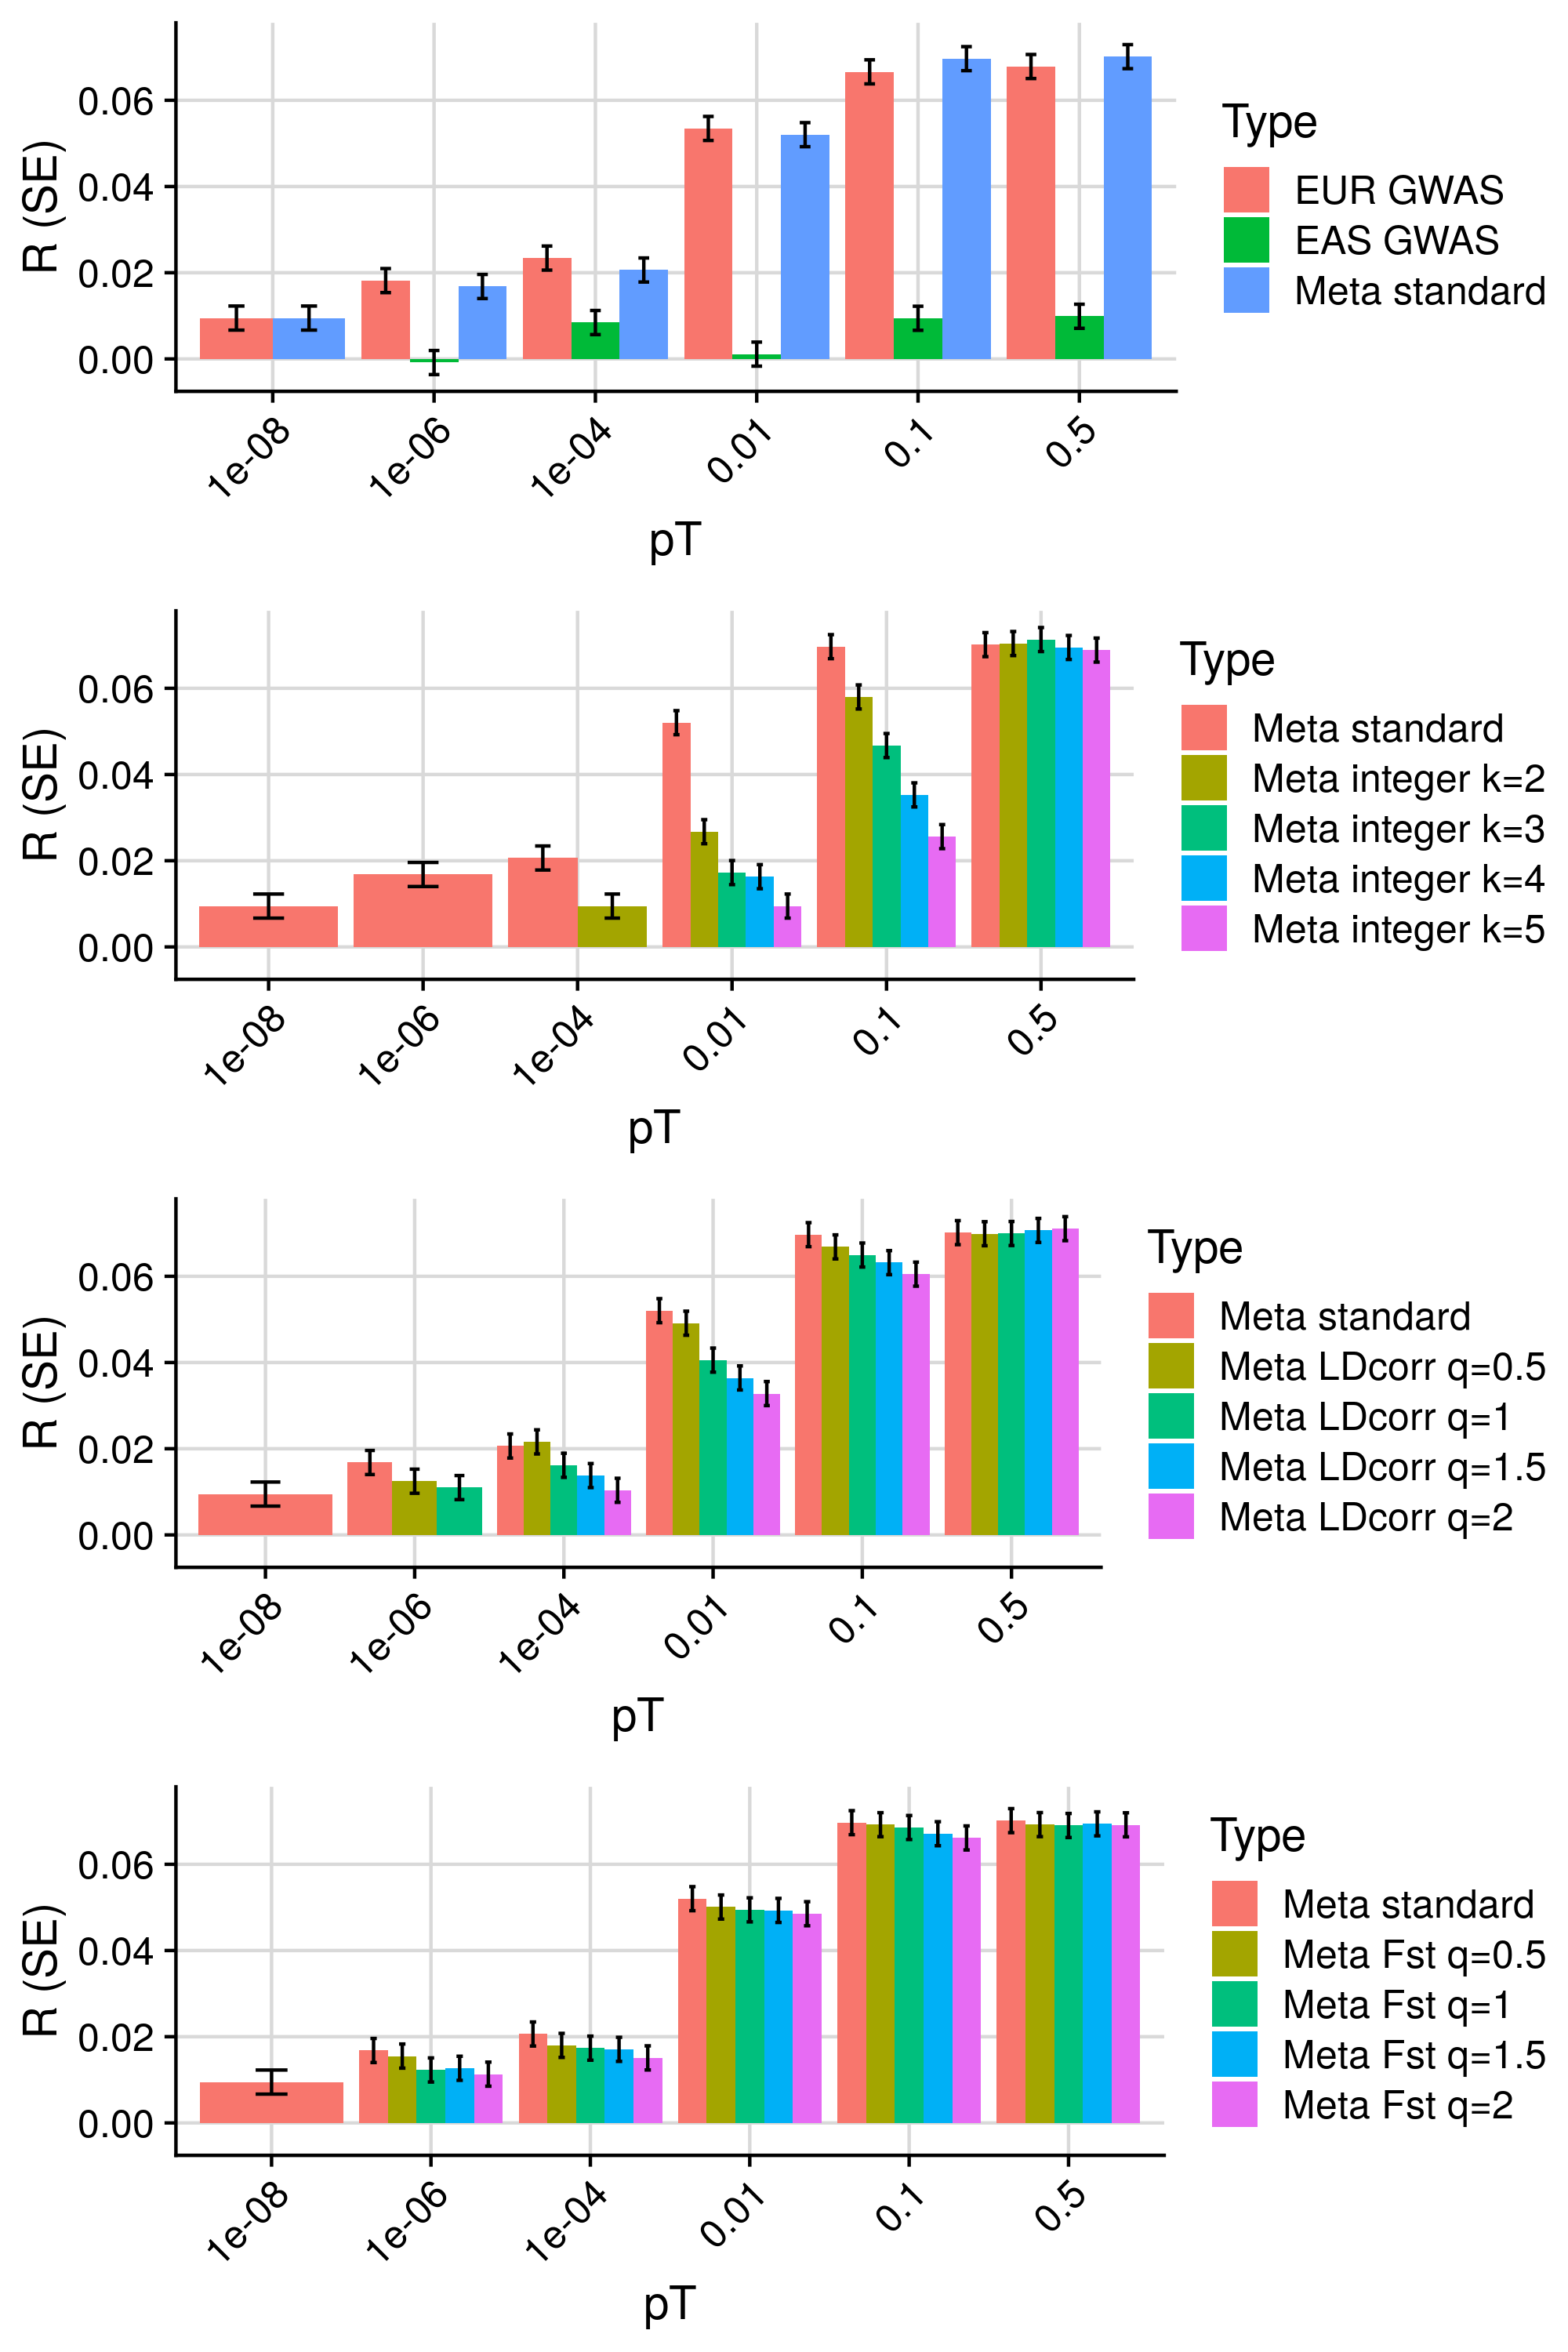 R (SE)
0.06
0.04
0.02
0.00
1e-08
1e-06
1e-04
0.01
0.1
0.5
pT
Type
EUR GWAS
EAS GWAS
Meta standard
R (SE)
0.06
0.04
0.02
0.00
1e-08
1e-06
1e-04
0.01
0.1
0.5
pT
Type
Meta standard
Meta integer k=2
Meta integer k=3
Meta integer k=4
Meta integer k=5
R (SE)
0.06
0.04
0.02
0.00
1e-08
1e-06
1e-04
0.01
0.1
0.5
pT
Type
Meta standard
Meta LDcorr q=0.5
Meta LDcorr q=1
Meta LDcorr q=1.5
Meta LDcorr q=2
R (SE)
0.06
0.04
0.02
0.00
1e-08
1e-06
1e-04
0.01
0.1
0.5
pT
Type
Meta standard
Meta Fst q=0.5
Meta Fst q=1
Meta Fst q=1.5
Meta Fst q=2